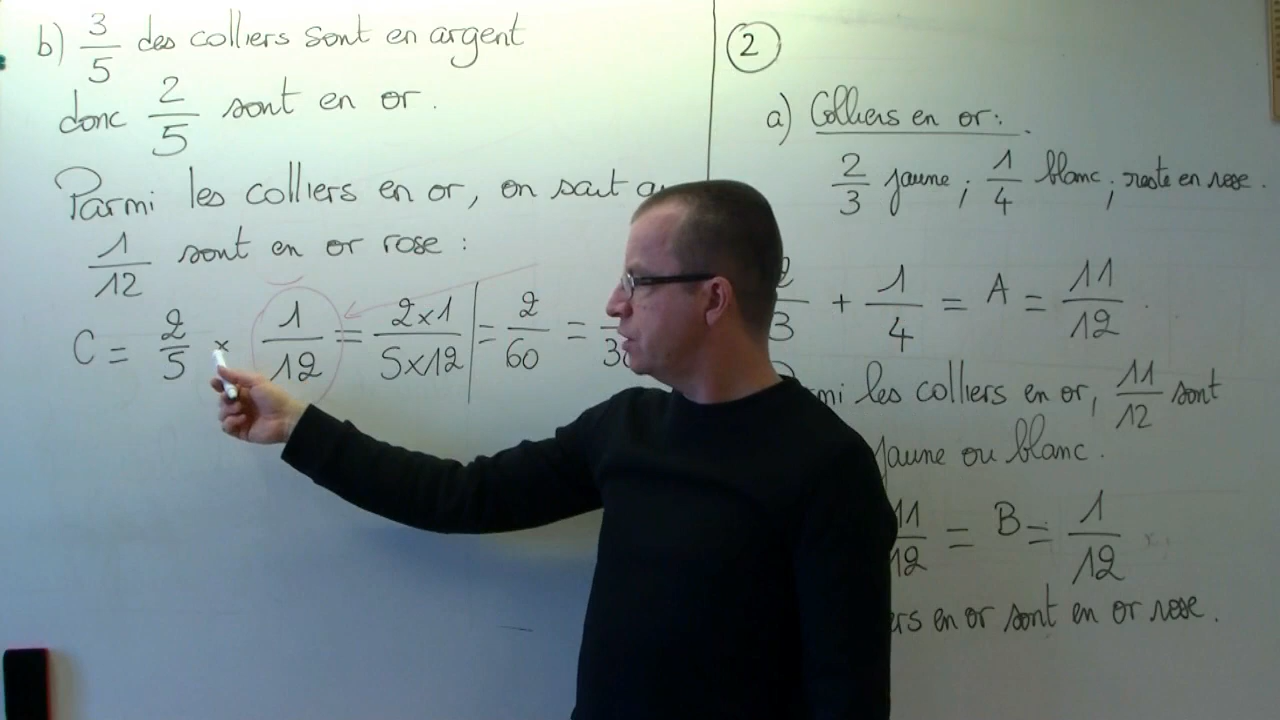 b) 3/5 des colliers sont en argent
donc 2/5 sont en or.
Parmi les colliers en or, on sait
1/12 sont en or rose :
C = 2/5 × 1/12 = 2×1/5×12 = 2/60 =
2
a) Colliers en or :
2/3 jaune ; 1/4 blanc ; reste en rose.
2/3 + 1/4 = A = 11/12 .
les colliers en or, 11/12 sont
jaune ou blanc.
11/12 = B = 1/12
en or sont en or rose.